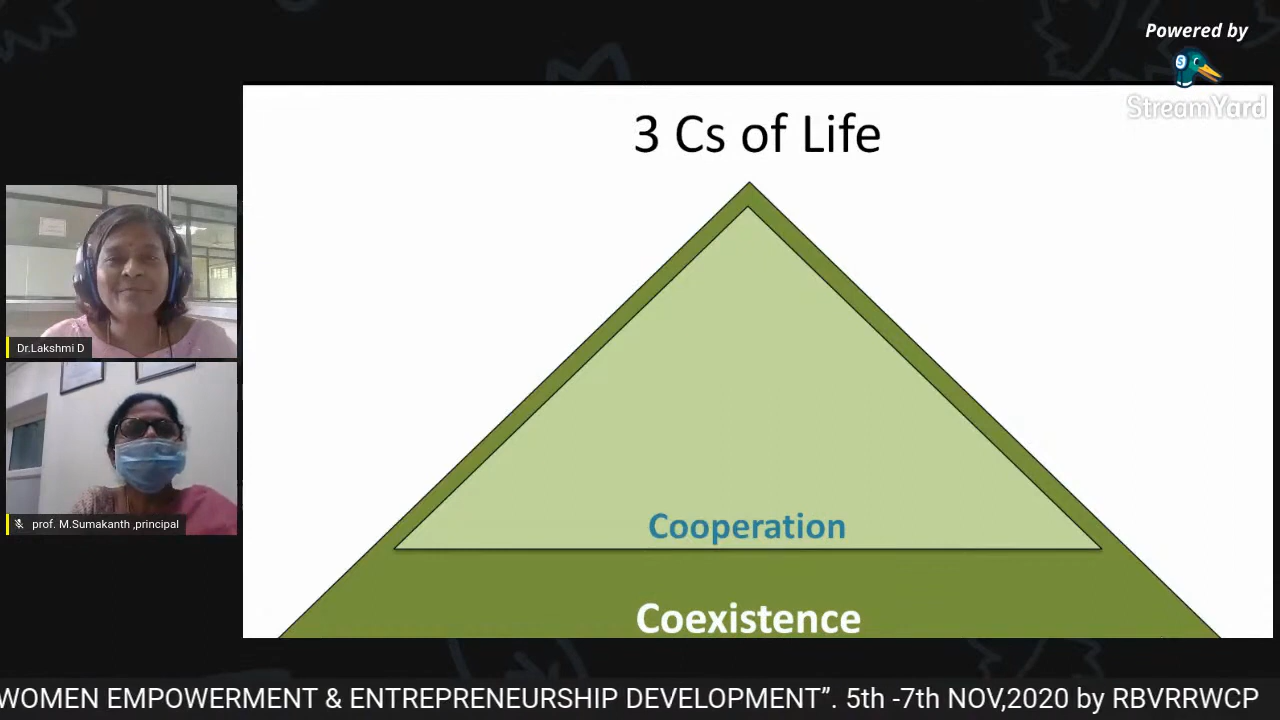 Powered by
StreamYard
3 Cs of Life
Cooperation
Coexistence
Dr.Lakshmi D
prof. M.Sumakanth ,principal
WOMEN EMPOWERMENT & ENTREPRENEURSHIP DEVELOPMENT”. 5th -7th NOV,2020 by RBVRRWCP